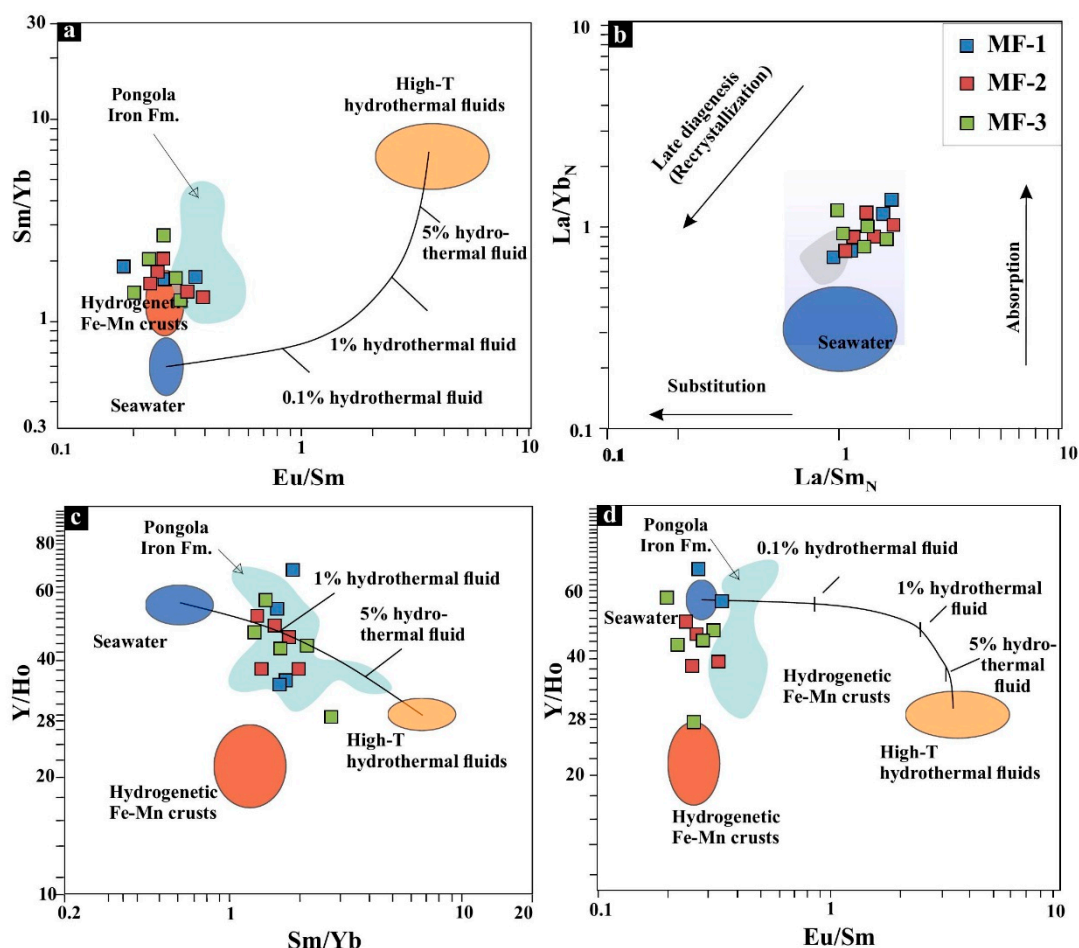 a
30
10
1
0.3
Sm/Yb
Pongola
Iron Fm.
High-T
hydrothermal fluids
5% hydro-
thermal fluid
1% hydrothermal fluid
0.1% hydrothermal fluid
Hydrogenetic
Fe-Mn crusts
Seawater
0.1
1
10
Eu/Sm
b
10
1
0.1
La/YbN
MF-1
MF-2
MF-3
Late diagenesis
(Recrystallization)
Absorption
Seawater
Substitution
0.1
1
10
La/SmN
c
80
60
40
20
10
Y/Ho
Pongola
Iron Fm.
1% hydrothermal fluid
5% hydro-
thermal fluid
Seawater
High-T
hydrothermal fluids
Hydrogenetic
Fe-Mn crusts
0.2
1
10
20
Sm/Yb
d
60
40
28
20
Y/Ho
Pongola
Iron Fm.
0.1% hydrothermal fluid
1% hydrothermal
fluid
5% hydro-
thermal
fluid
Seawater
Hydrogenetic
Fe-Mn crusts
High-T
hydrothermal fluids
Hydrogenetic
Fe-Mn crusts
0.1
1
10
Eu/Sm